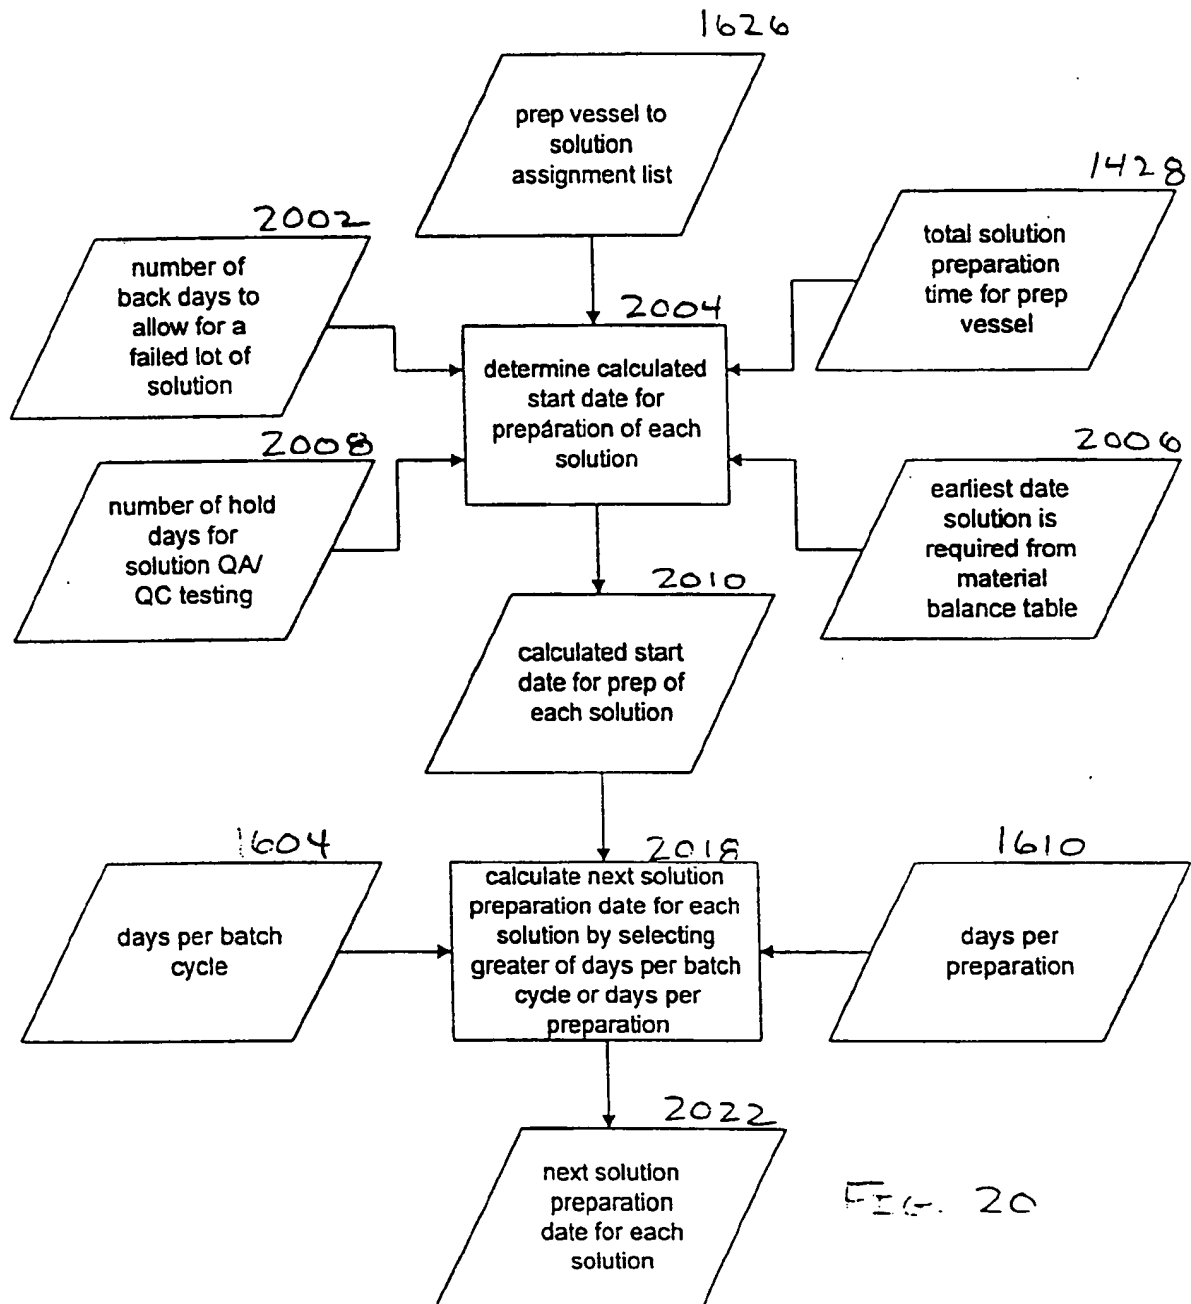 1626
prep vessel to
solution
assignment list
1428
total solution
preparation
time for prep
vessel
2002
number of
back days to
allow for a
failed lot of
solution
2004
determine calculated
start date for
preparation of each
solution
2008
number of hold
days for
solution QA/
QC testing
2006
earliest date
solution is
required from
material
balance table
2010
calculated start
date for prep of
each solution
1604
days per batch
cycle
2018
calculate next solution
preparation date for each
solution by selecting
greater of days per batch
cycle or days per
preparation
1610
days per
preparation
2022
next solution
preparation
date for each
solution
FIG. 20